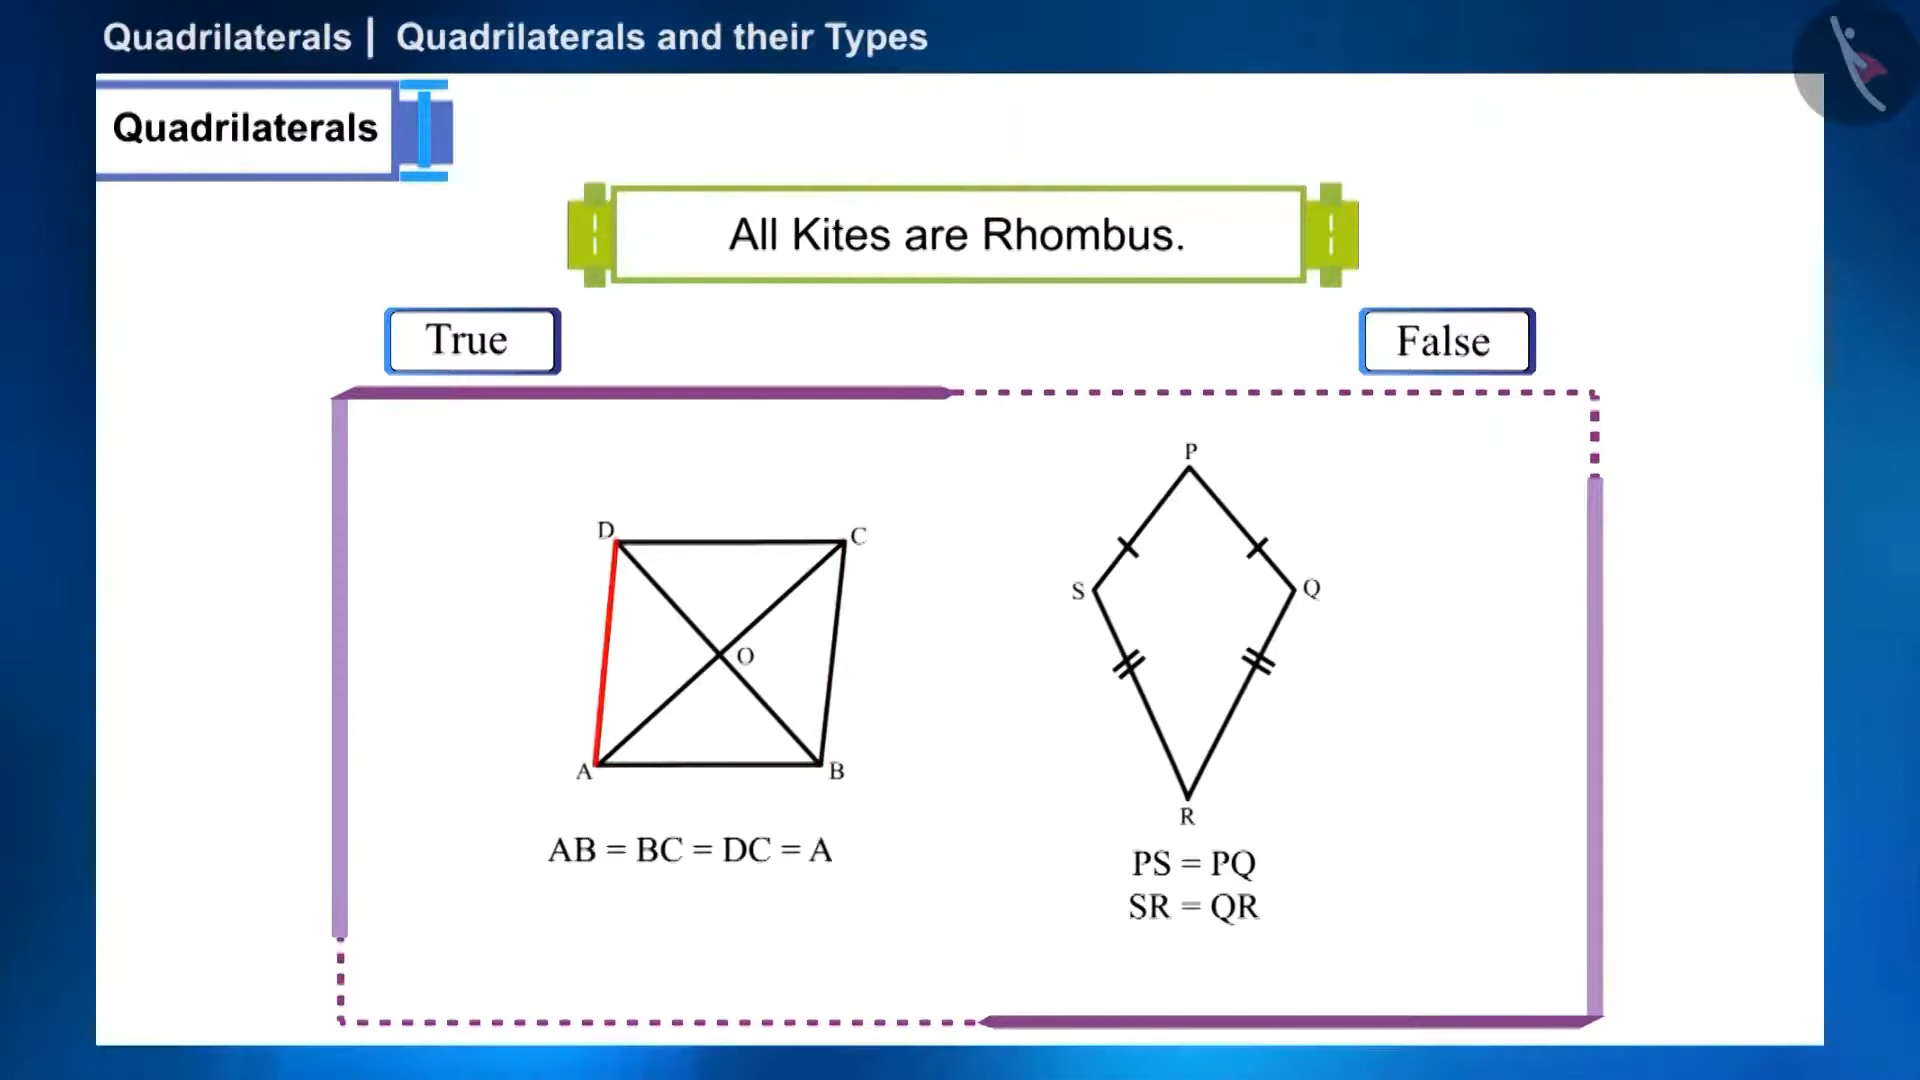 Quadrilaterals | Quadrilaterals and their Types
Quadrilaterals
All Kites are Rhombus.
True
False
P
D
C
S
Q
O
A
B
R
AB = BC = DC = A
PS = PQ
SR = QR